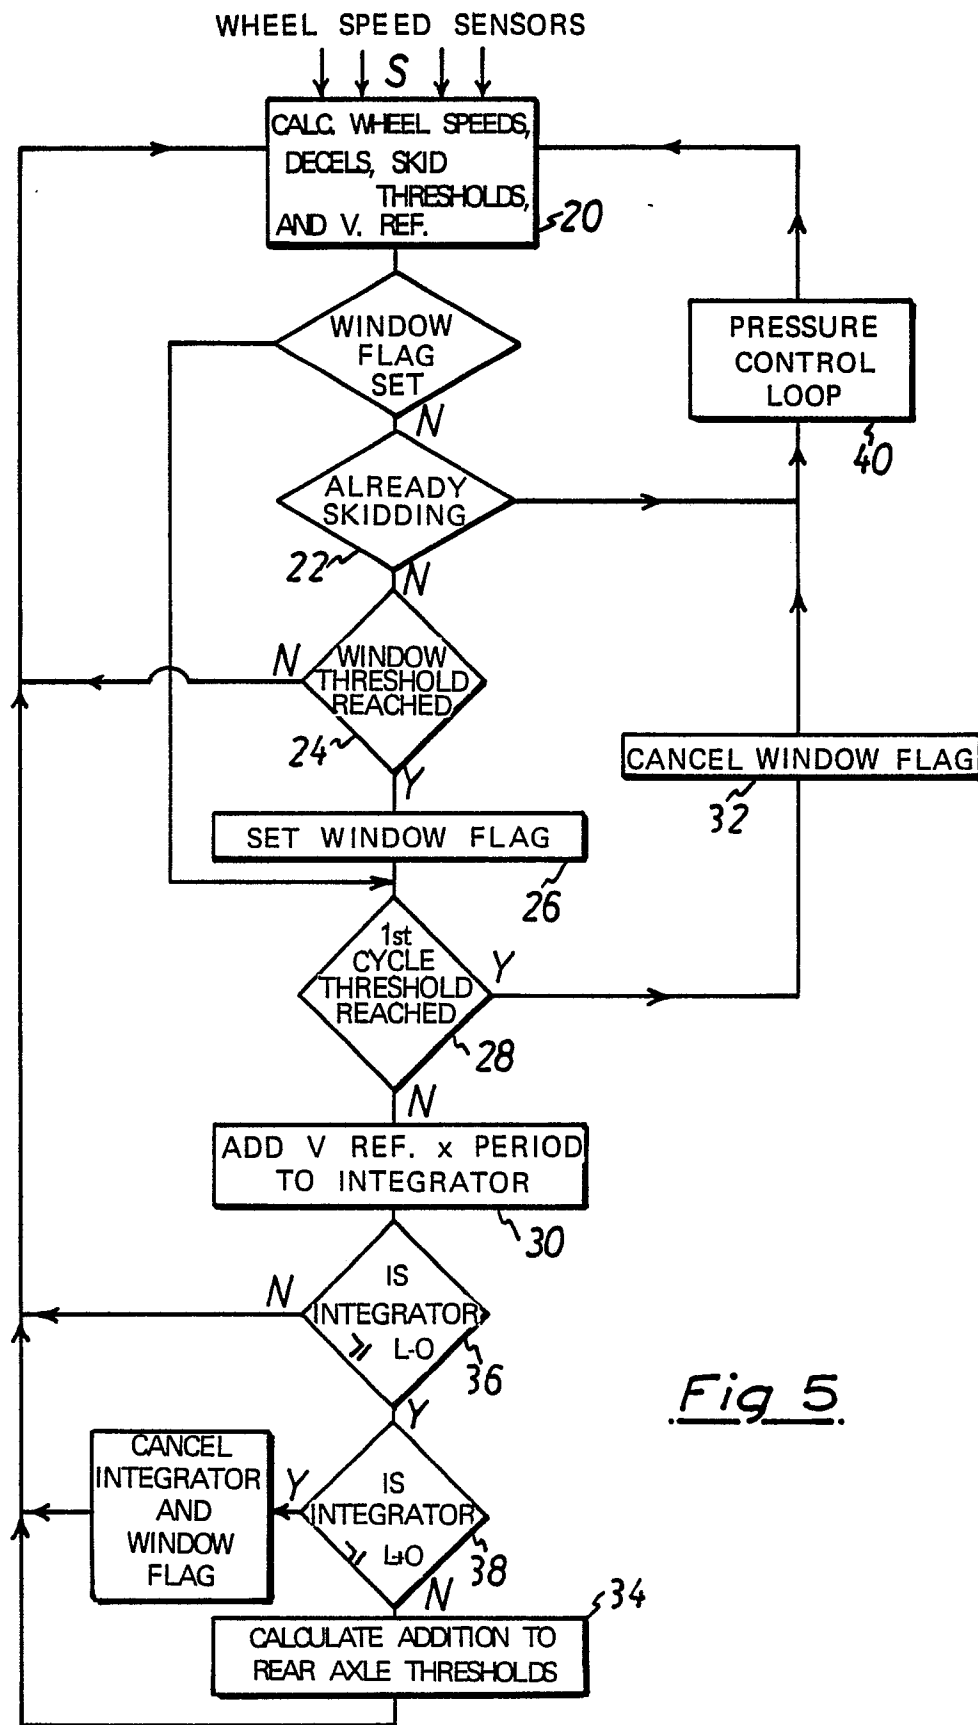 WHEEL SPEED SENSORS
S
CALC. WHEEL SPEEDS,
DECELS, SKID
THRESHOLDS,
AND V. REF.
20
WINDOW
FLAG
SET
N
PRESSURE
CONTROL
LOOP
40
ALREADY
SKIDDING
22
N
WINDOW
THRESHOLD
REACHED
N
24
Y
CANCEL WINDOW FLAG
32
SET WINDOW FLAG
26
1st
CYCLE
THRESHOLD
REACHED
Y
28
N
ADD V REF. x PERIOD
TO INTEGRATOR
30
IS
INTEGRATOR
⩾ L-O
N
36
Y
Fig 5.
IS
INTEGRATOR
⩾ L+O
Y
38
N
CANCEL
INTEGRATOR
AND
WINDOW
FLAG
34
CALCULATE ADDITION TO
REAR AXLE THRESHOLDS